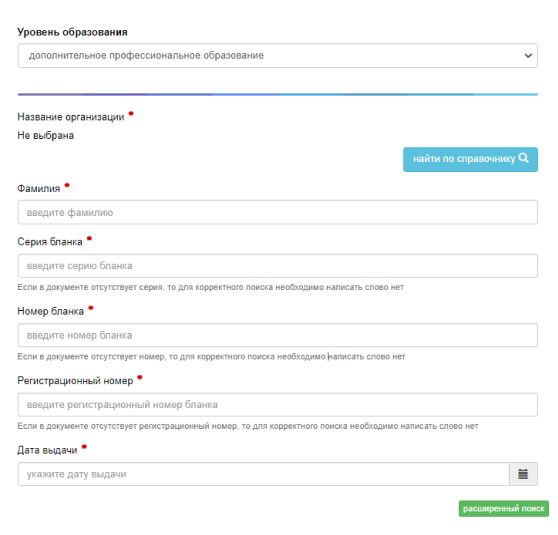 Уровень образования
дополнительное профессиональное образование
Название организации *
Не выбрана
найти по справочнику
Фамилия *
введите фамилию
Серия бланка *
введите серию бланка
Если в документе отсутствует серия, то для корректного поиска необходимо написать слово нет
Номер бланка *
введите номер бланка
Если в документе отсутствует номер, то для корректного поиска необходимо написать слово нет
Регистрационный номер *
введите регистрационный номер бланка
Если в документе отсутствует регистрационный номер, то для корректного поиска необходимо написать слово нет
Дата выдачи *
укажите дату выдачи
расширенный поиск